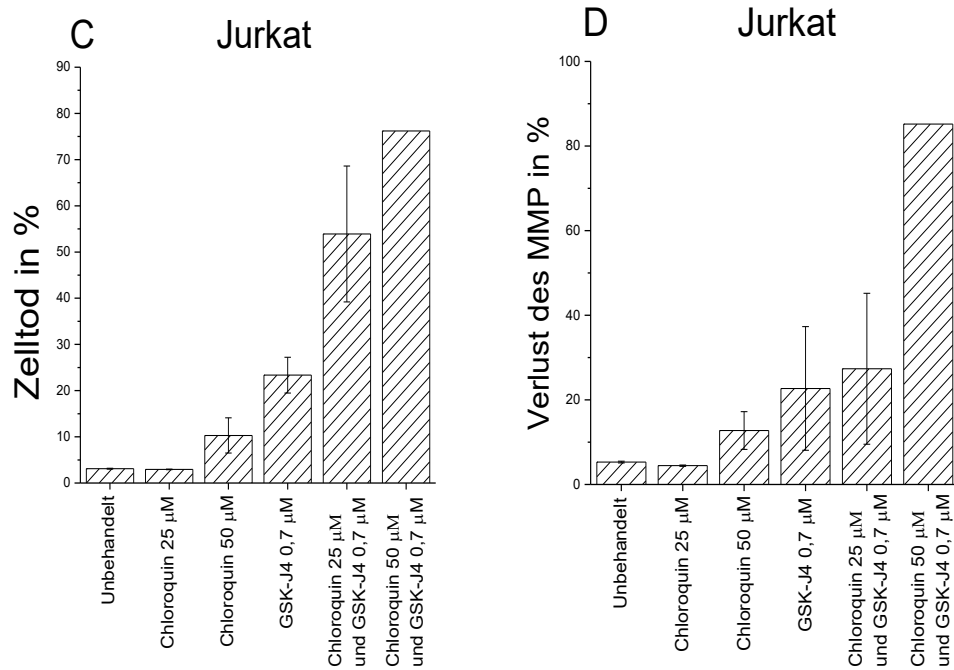 C
Jurkat
Zelltod in %
90
80
70
60
50
40
30
20
10
0
Unbehandelt
Chloroquin 25 μM
Chloroquin 50 μM
GSK-J4 0,7 μM
Chloroquin 25 μM
und GSK-J4 0,7 μM
Chloroquin 50 μM
und GSK-J4 0,7 μM
D
Jurkat
Verlust des MMP in %
100
80
60
40
20
0
Unbehandelt
Chloroquin 25 μM
Chloroquin 50 μM
GSK-J4 0,7 μM
Chloroquin 25 μM
und GSK-J4 0,7 μM
Chloroquin 50 μM
und GSK-J4 0,7 μM